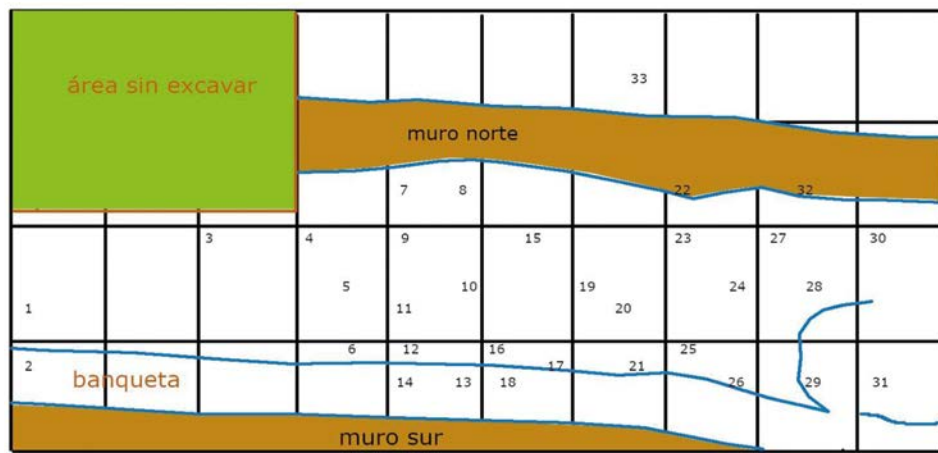 33
área sin excavar
muro norte
7 8 22 32
3 4 9 15 23 27 30
5 10 19 24 28
1 11 20
6 12 16 25
2 17 21
banqueta 14 13 18 26 29 31
muro sur